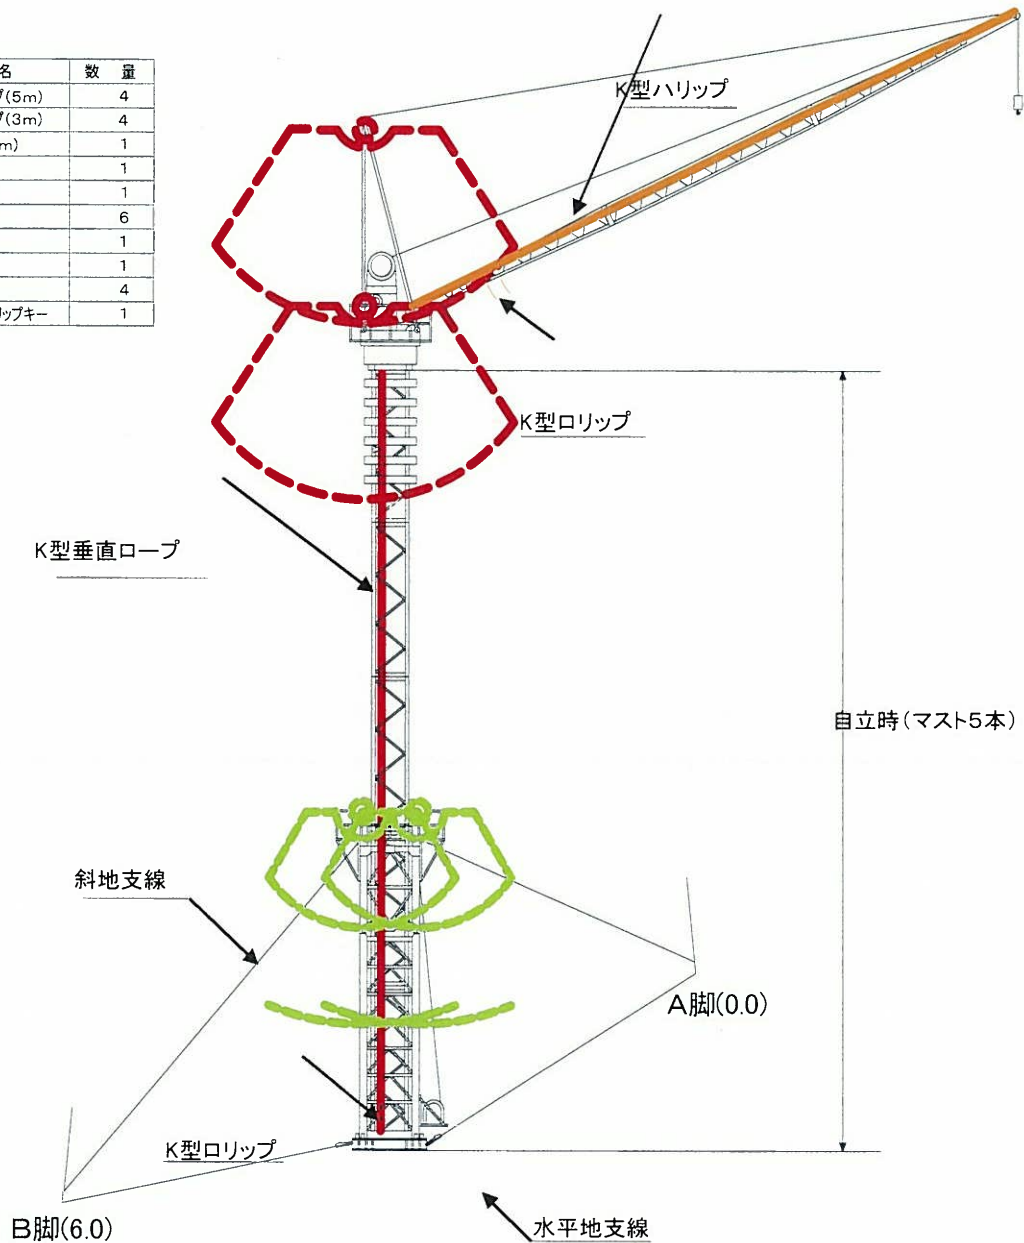 名 数 量
プ(5m) 4
プ(3m) 4
m) 1
1
1
6
1
1
4
リップキー 1
K型ハリップ
K型ロリップ
K型垂直ロープ
自立時(マスト5本)
斜地支線
A脚(0.0)
K型ロリップ
B脚(6.0)
水平地支線